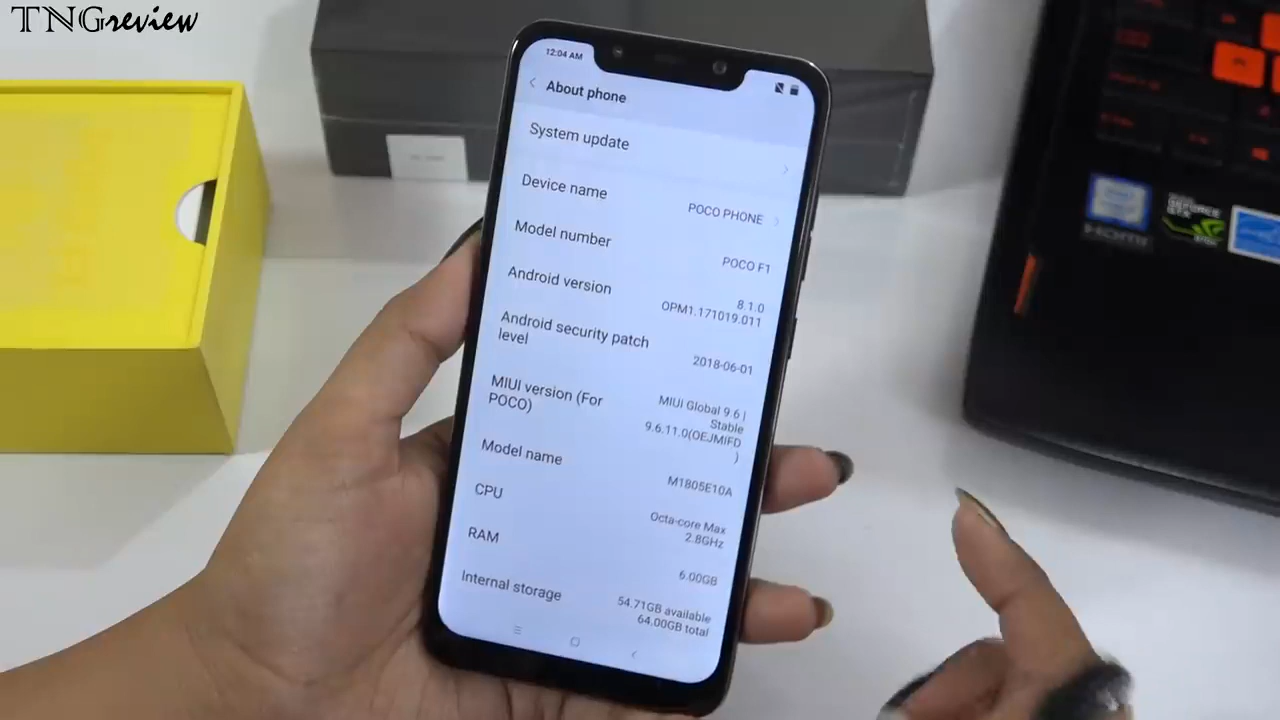 TNGreview
12:04 AM
About phone
System update
Device name
POCO PHONE
Model number
POCO F1
Android version
8.1.0
OPM1.171019.011
Android security patch
level
2018-06-01
MIUI version (For
POCO)
MIUI Global 9.6 |
Stable
9.6.11.0(OEJMIFD
)
Model name
M1805E10A
CPU
Octa-core Max
2.8GHz
RAM
6.00GB
Internal storage
54.71GB available
64.00GB total
HDMI
GEFORCE
GTX